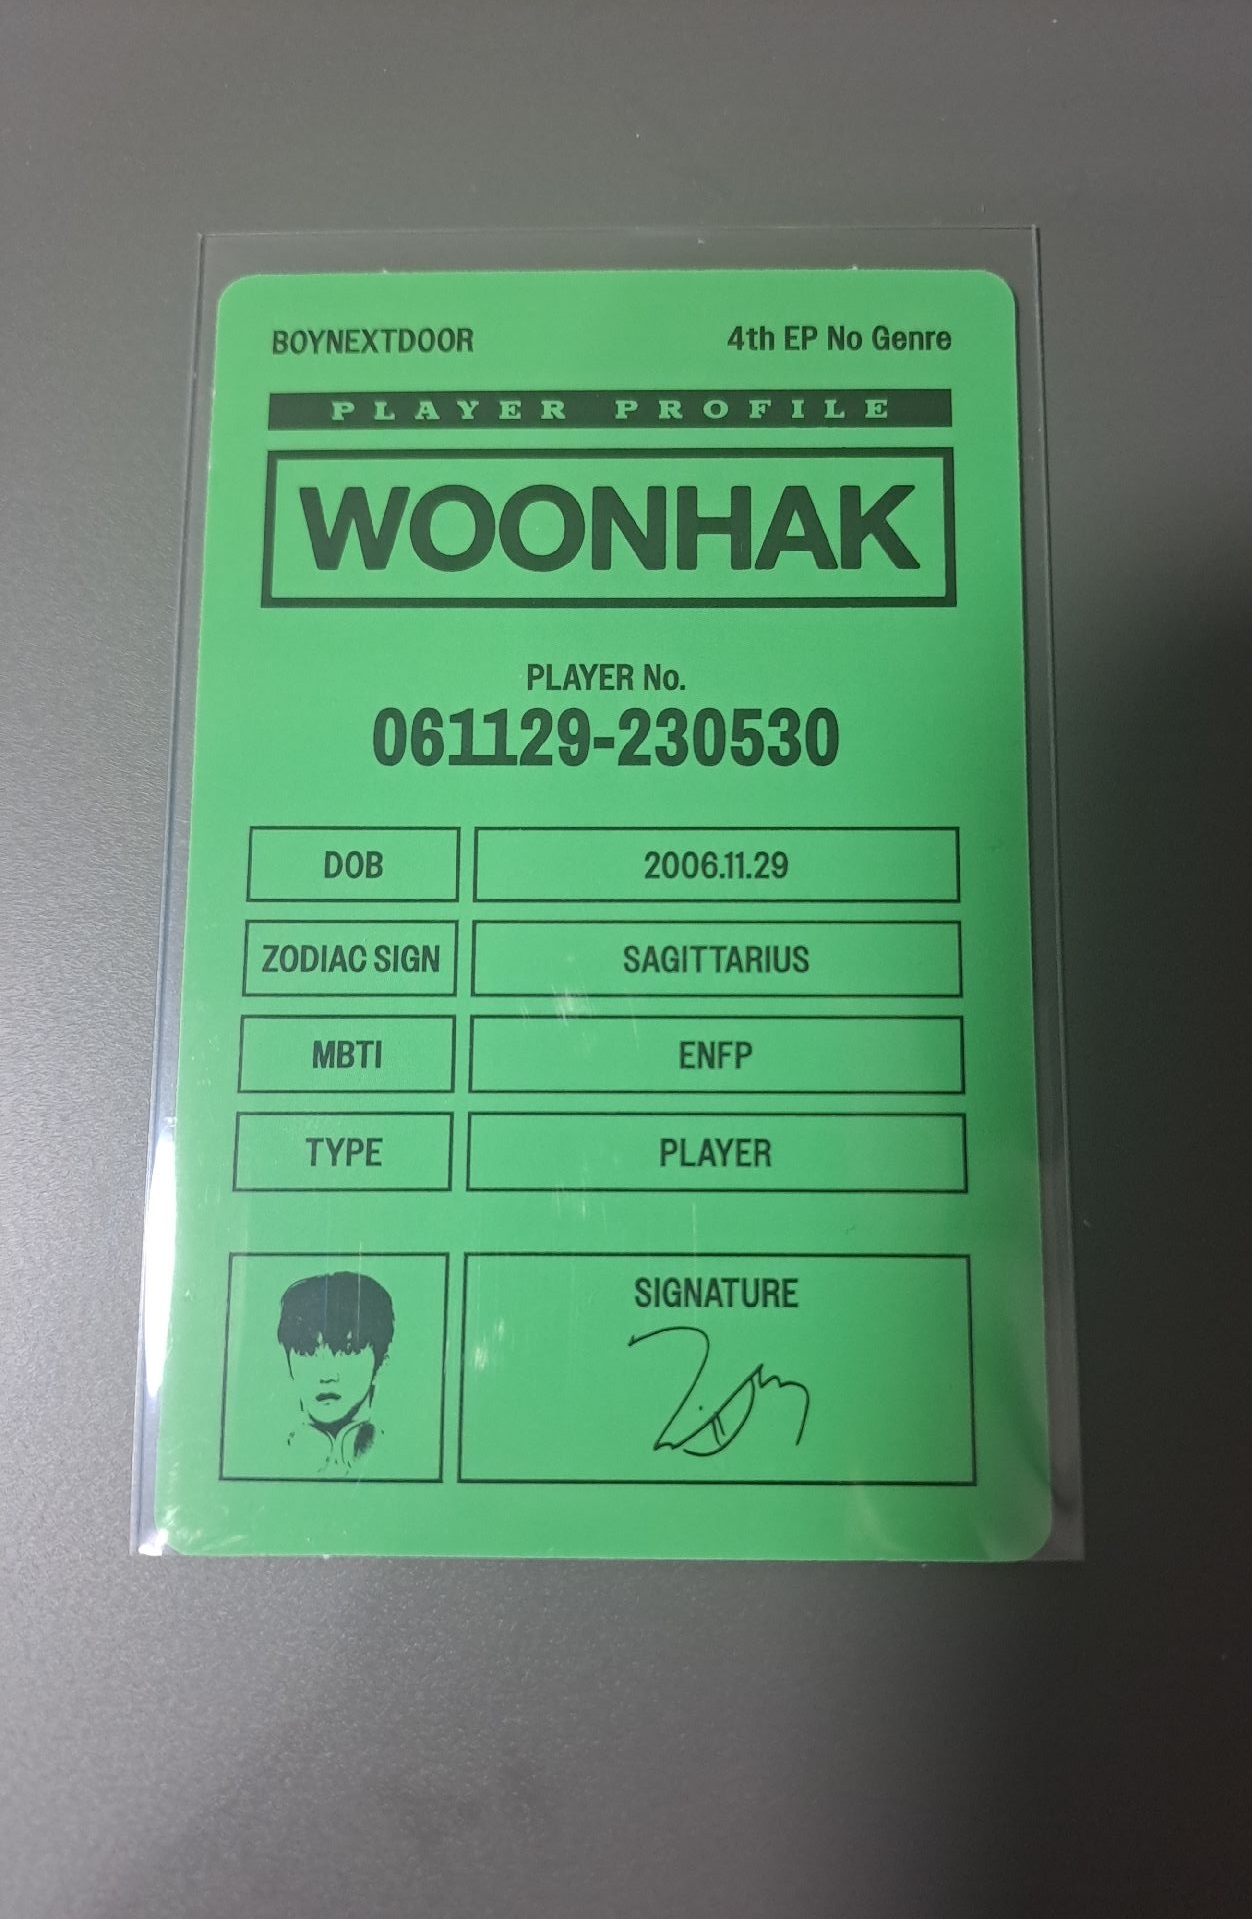 BOYNEXTDOOR 4th EP No Genre
PLAYER PROFILE
WOONHAK
PLAYER No.
061129-230530
DOB 2006.11.29
ZODIAC SIGN SAGITTARIUS
MBTI ENFP
TYPE PLAYER
SIGNATURE